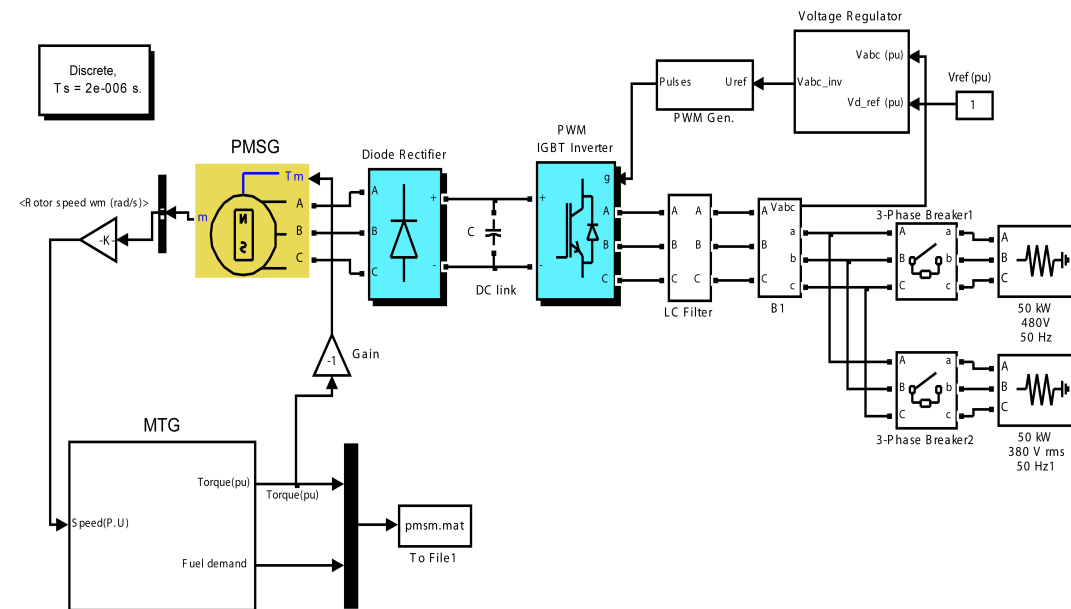 Voltage Regulator
Discrete,
Ts = 2e-006 s.
Vabc (pu)
Vabc_inv
Vd_ref (pu)
Vref (pu)
1
Pulses
Uref
PWM Gen.
PWM
IGBT Inverter
PMSG
Diode Rectifier
Tm
m
A
B
C
N
S
A
B
C
+
-
C
DC link
+
-
g
A
B
C
A
B
C
A
B
C
LC Filter
Vabc
A
B
C
a
b
c
B1
3-Phase Breaker1
A
B
C
a
b
c
A
B
C
50 kW
480V
50 Hz
<Rotor speed wm (rad/s)>
-K-
-1
Gain
A
B
C
a
b
c
3-Phase Breaker2
A
B
C
50 kW
380 V rms
50 Hz1
MTG
Speed(P.U)
Torque(pu)
Torque(pu)
Fuel demand
pmsm.mat
To File1